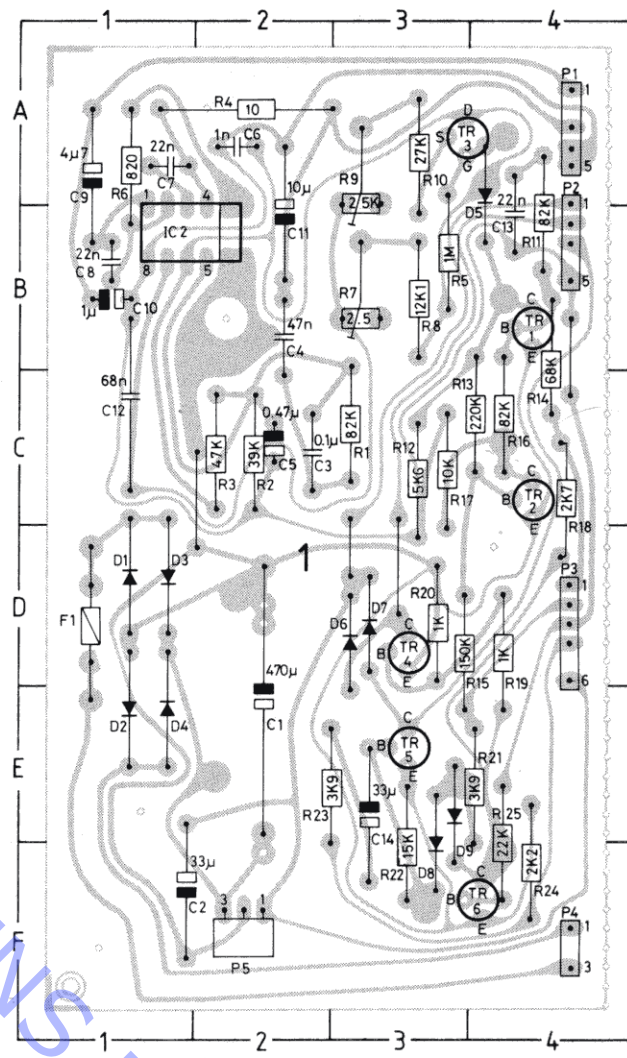 1 2 3 4
A
R4 10
1n C6
D
S TR 3
G
P1 1
5
4µ7
C9
820
R6
22n
C7
10µ
C11
R9
2.5K
27K
R10
D5
22n
C13
82K
R11
P2
1
5
1 4
IC2
8 5
B
22n
C8
1µ C10
47n
C4
R7
2.5
12K1
R8
1M
R5
C
B TR 1
E
68K
R14
68n
C12
C
47K
R3
39K
R2
0.47µ
C5
0.1µ
C3
82K
R1
R12
5K6
10K
R17
R13
220K
82K
R16
C
B TR 2
E
2K7
R18
1
D
F1
D1 D3
D6 D7
R20
1K
C
B TR 4
E
150K
R15
1K
R19
P3
1
6
D2 D4
470µ
C1
E
R23
3K9
C
B TR 5
E
33µ
C14
R21
3K9
D9
D8
15K
R22
R25
22K
2K2
R24
C
B TR 6
E
F
33µ
C2
3 1
P5
P4
1
3
A
B
C
D
E
F
1 2 3 4